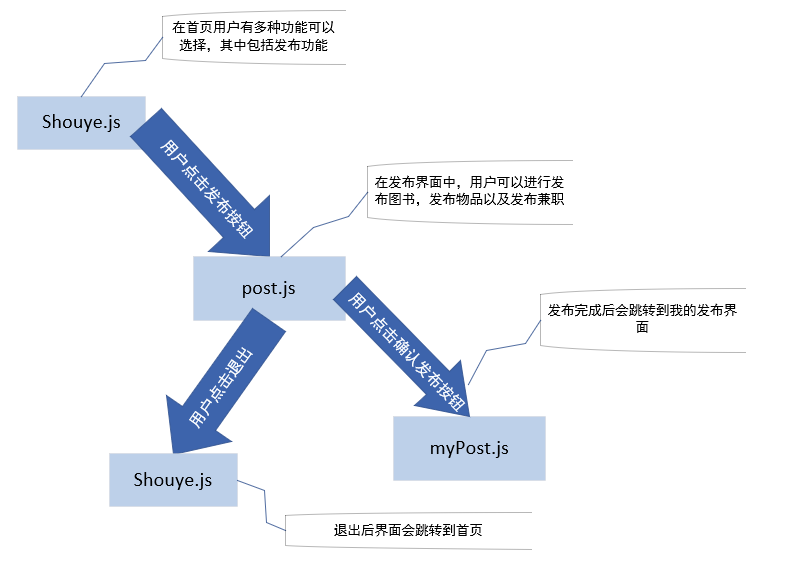 在首页用户有多种功能可以
选择，其中包括发布功能
Shouye.js
用户点击发布按钮
在发布界面中，用户可以进行发
布图书，发布物品以及发布兼职
post.js
用户点击确认发布按钮
发布完成后会跳转到我的发布界
面
用户点击退出
myPost.js
Shouye.js
退出后界面会跳转到首页